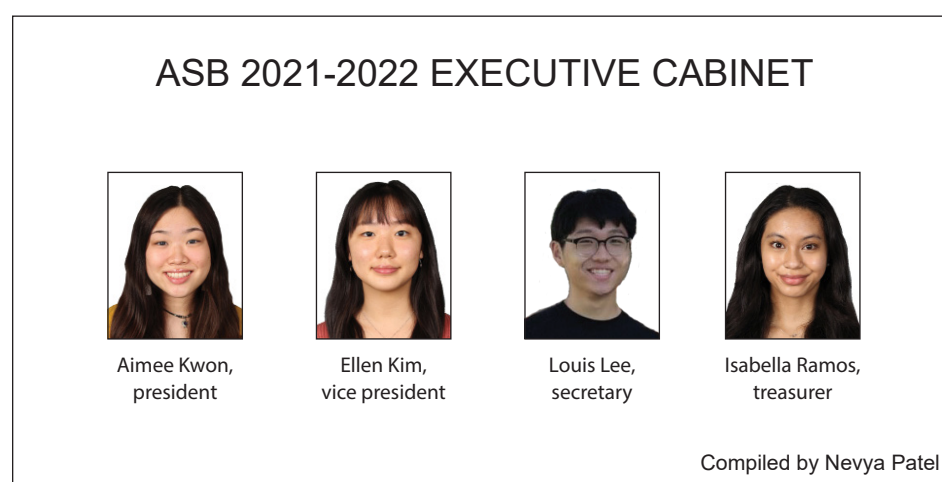 ASB 2021-2022 EXECUTIVE CABINET
Aimee Kwon,
president
Ellen Kim,
vice president
Louis Lee,
secretary
Isabella Ramos,
treasurer
Compiled by Nevya Patel